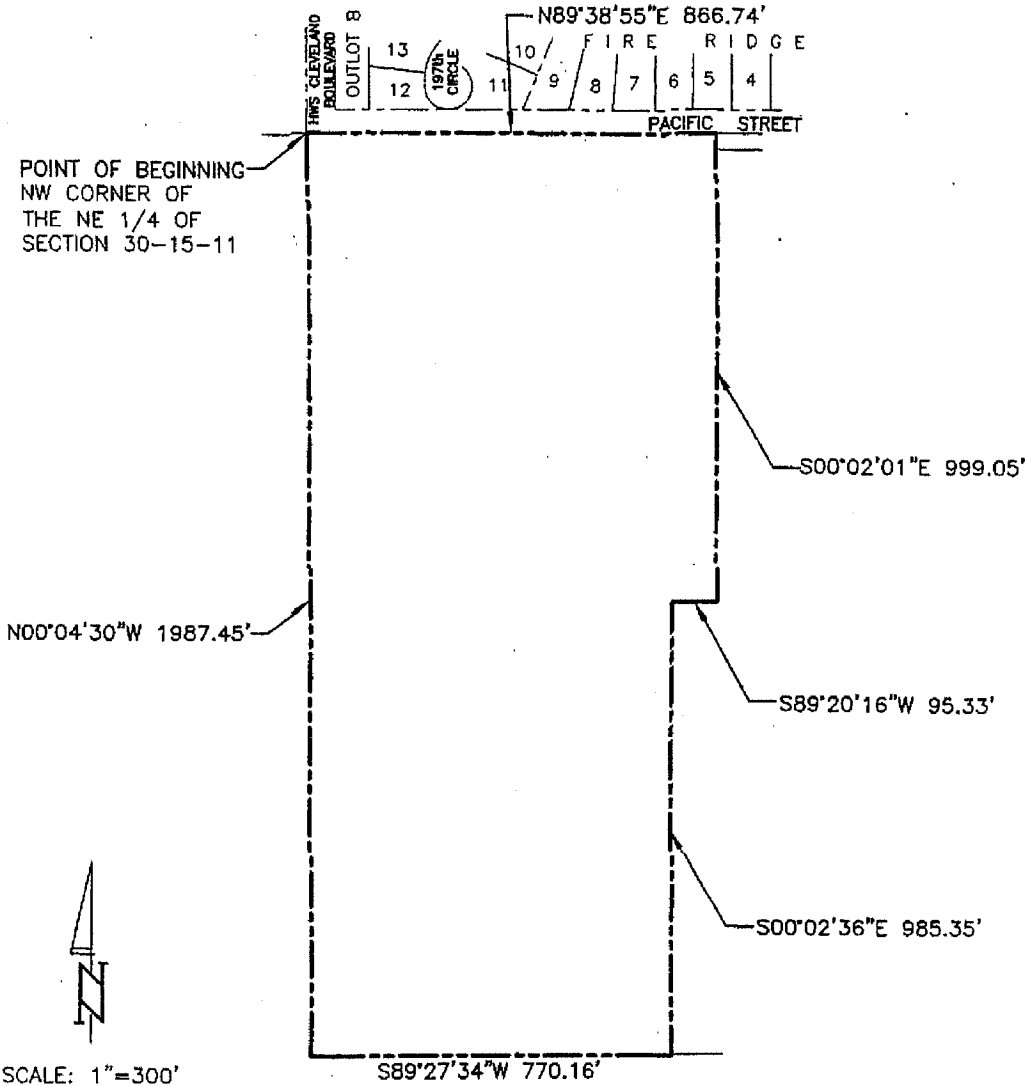 N89°38'55"E 866.74'
HWS CLEVELAND
BOULEVARD
OUTLOT B
13
12
197th
CIRCLE
10
11
9
8
7
6
5
4
FIRE RIDGE
PACIFIC STREET
POINT OF BEGINNING
NW CORNER OF
THE NE 1/4 OF
SECTION 30-15-11
S00°02'01"E 999.05'
N00°04'30"W 1987.45'
S89°20'16"W 95.33'
S00°02'36"E 985.35'
N
SCALE: 1"=300'
S89°27'34"W 770.16'